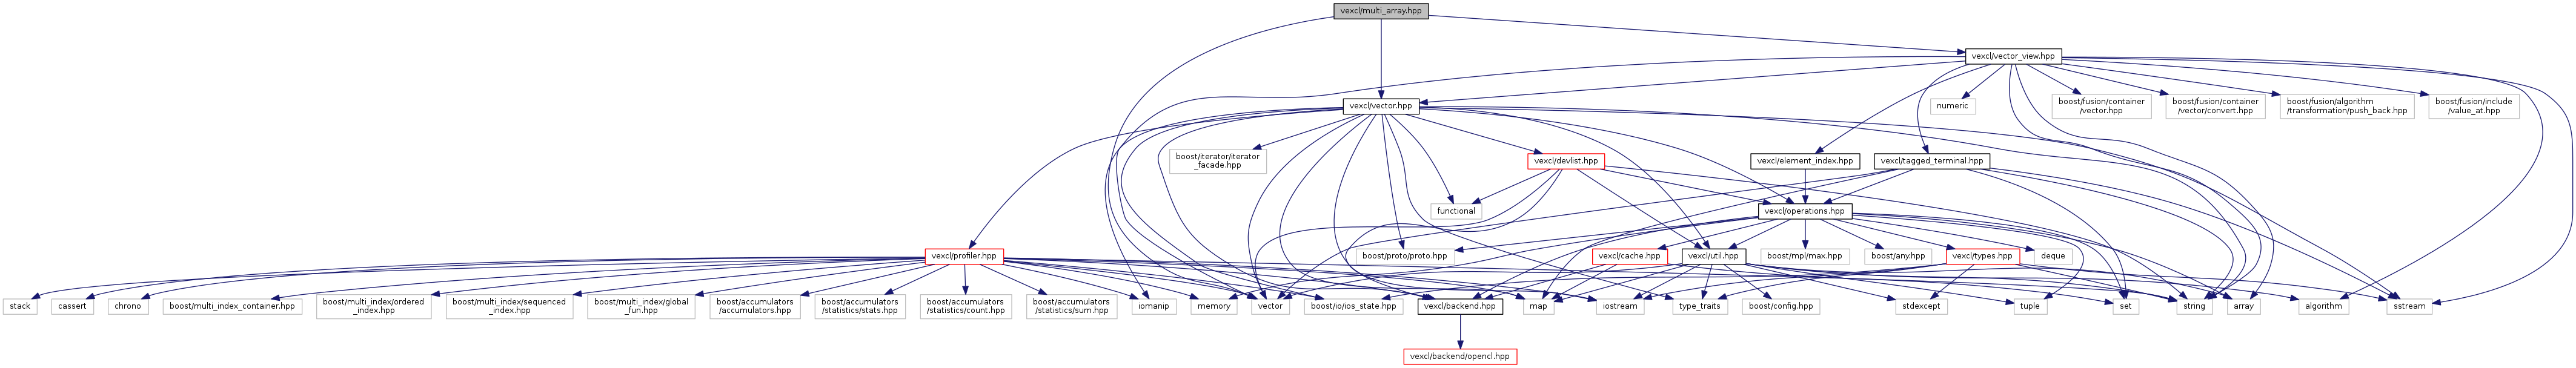 vexcl/multi_array.hpp
vexcl/vector_view.hpp
vexcl/vector.hpp
numeric
boost/fusion/container
/vector.hpp
boost/fusion/container
/vector/convert.hpp
boost/fusion/algorithm
/transformation/push_back.hpp
boost/fusion/include
/value_at.hpp
boost/iterator/iterator
_facade.hpp
vexcl/devlist.hpp
vexcl/element_index.hpp
vexcl/tagged_terminal.hpp
functional
vexcl/operations.hpp
vexcl/profiler.hpp
boost/proto/proto.hpp
vexcl/cache.hpp
vexcl/util.hpp
boost/mpl/max.hpp
boost/any.hpp
vexcl/types.hpp
deque
stack
cassert
chrono
boost/multi_index_container.hpp
boost/multi_index/ordered
_index.hpp
boost/multi_index/sequenced
_index.hpp
boost/multi_index/global
_fun.hpp
boost/accumulators
/accumulators.hpp
boost/accumulators
/statistics/stats.hpp
boost/accumulators
/statistics/count.hpp
boost/accumulators
/statistics/sum.hpp
iomanip
memory
vector
boost/io/ios_state.hpp
vexcl/backend.hpp
map
iostream
type_traits
boost/config.hpp
stdexcept
tuple
set
string
array
algorithm
sstream
vexcl/backend/opencl.hpp